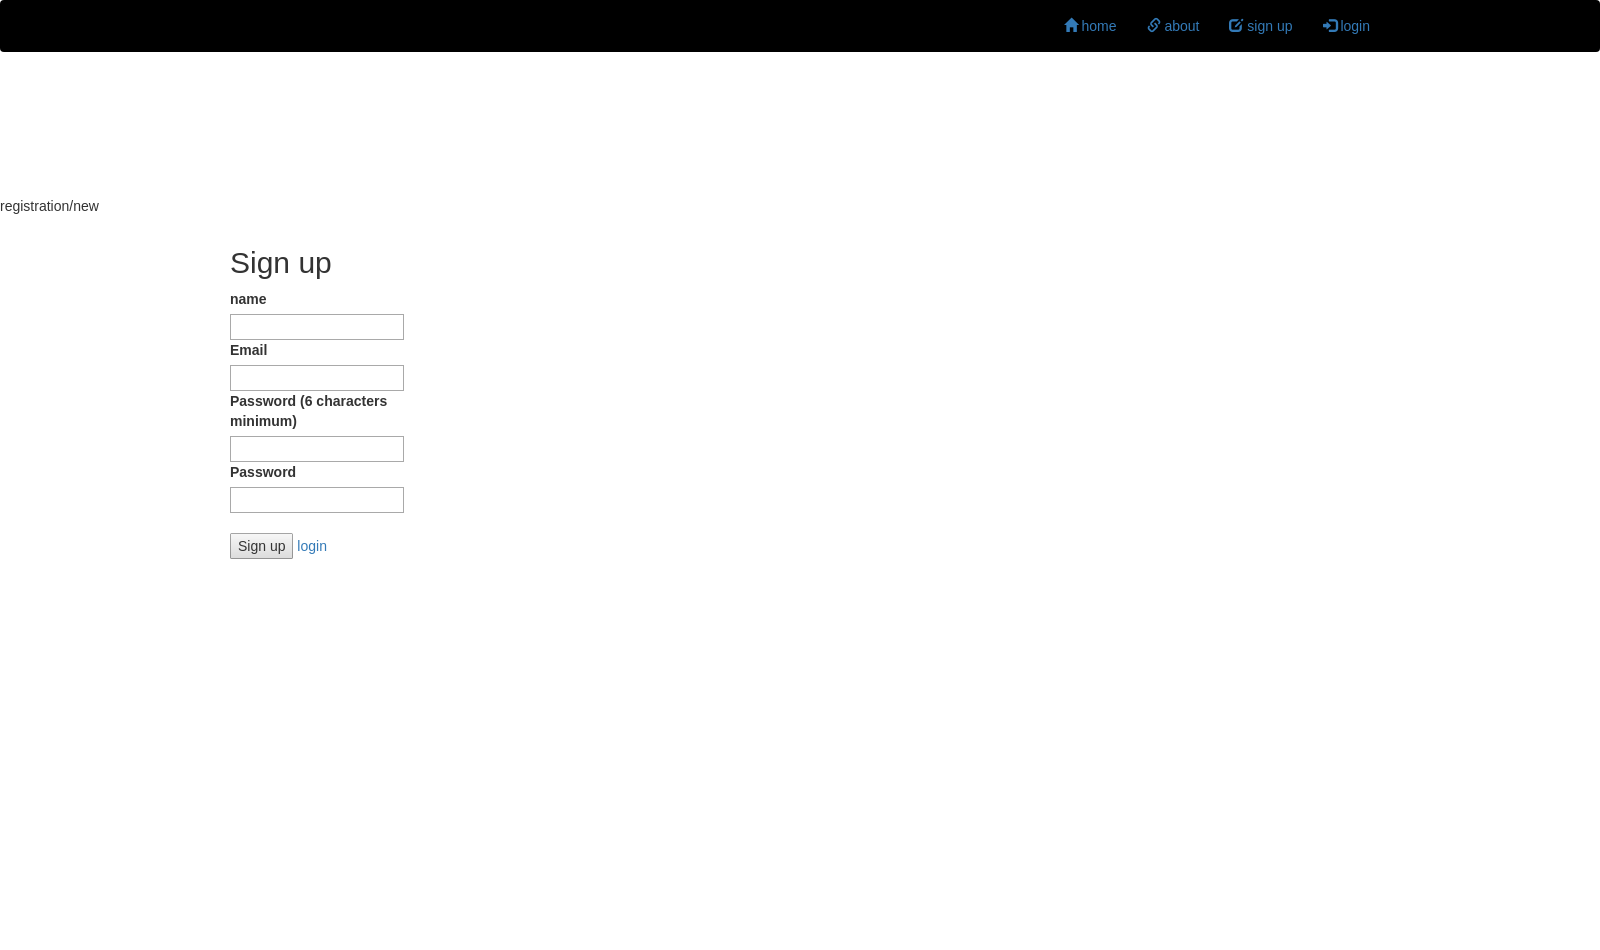 home about sign up login
registration/new
Sign up
name
Email
Password (6 characters
minimum)
Password
Sign up login